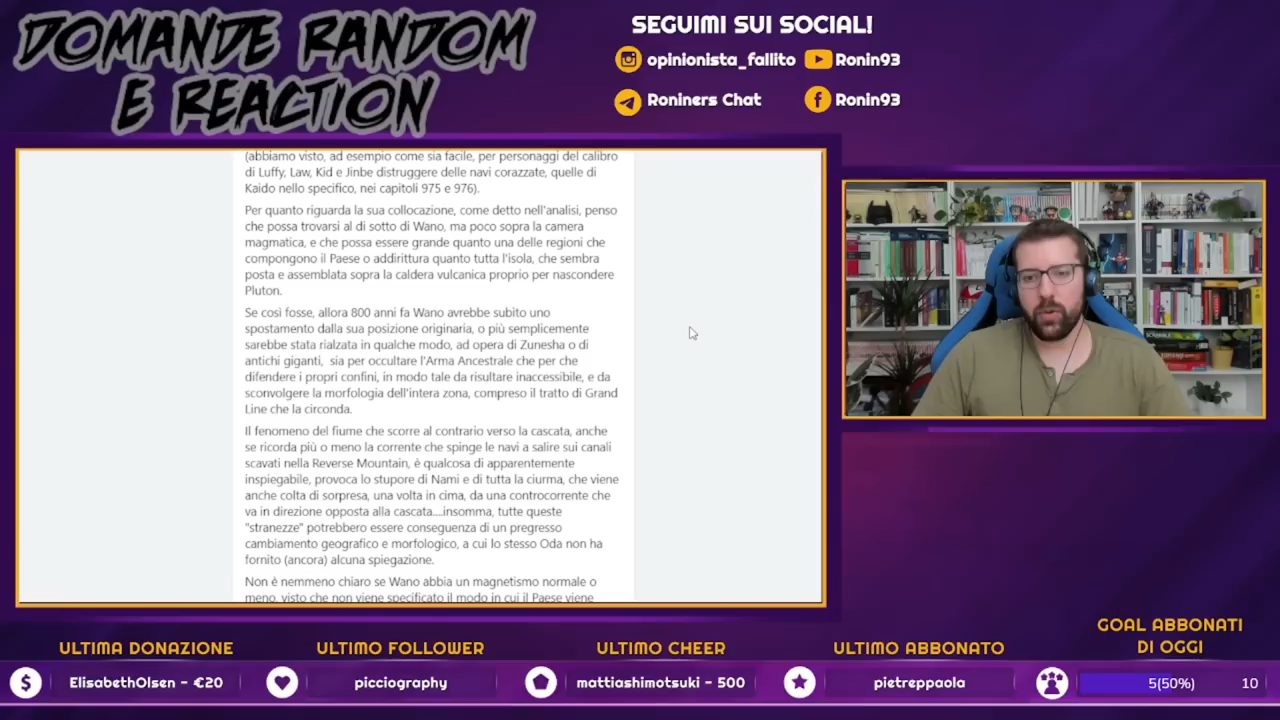 DOMANDE RANDOM
E REACTION
SEGUIMI SUI SOCIAL!
opinionista_fallito
Ronin93
Roniners Chat
Ronin93
(abbiamo visto, ad esempio come sia facile, per personaggi del calibro
di Luffy, Law, Kid e Jinbe distruggere delle navi corazzate, quelle di
Kaido nello specifico, nei capitoli 975 e 976).
Per quanto riguarda la sua collocazione, come detto nell'analisi, penso
che possa trovarsi al di sotto di Wano, ma poco sopra la camera
magmatica, e che possa essere grande quanto una delle regioni che
compongono il Paese o addirittura quanto tutta l'isola, che sembra
posta e assemblata sopra la caldera vulcanica proprio per nascondere
Pluton.
Se così fosse, allora 800 anni fa Wano avrebbe subito uno
spostamento dalla sua posizione originaria, o più semplicemente
sarebbe stata rialzata in qualche modo, ad opera di Zunesha o di
antichi giganti, sia per occultare l'Arma Ancestrale che per che
difendere i propri confini, in modo tale da risultare inaccessibile, e da
sconvolgere la morfologia dell'intera zona, compreso il tratto di Grand
Line che la circonda.
Il fenomeno del fiume che scorre al contrario verso la cascata, anche
se ricorda più o meno la corrente che spinge le navi a salire sui canali
scavati nella Reverse Mountain, è qualcosa di apparentemente
inspiegabile, provoca lo stupore di Nami e di tutta la ciurma, che viene
anche colta di sorpresa, una volta in cima, da una controcorrente che
va in direzione opposta alla cascata....insomma, tutte queste
"stranezze" potrebbero essere conseguenza di un pregresso
cambiamento geografico e morfologico, a cui lo stesso Oda non ha
fornito (ancora) alcuna spiegazione.
Non è nemmeno chiaro se Wano abbia un magnetismo normale o
meno, visto che non viene specificato il modo in cui il Paese viene
ULTIMA DONAZIONE
ElisabethOlsen - €20
ULTIMO FOLLOWER
picciography
ULTIMO CHEER
mattiashimotsuki - 500
ULTIMO ABBONATO
pietreppaola
GOAL ABBONATI
DI OGGI
5(50%) 10